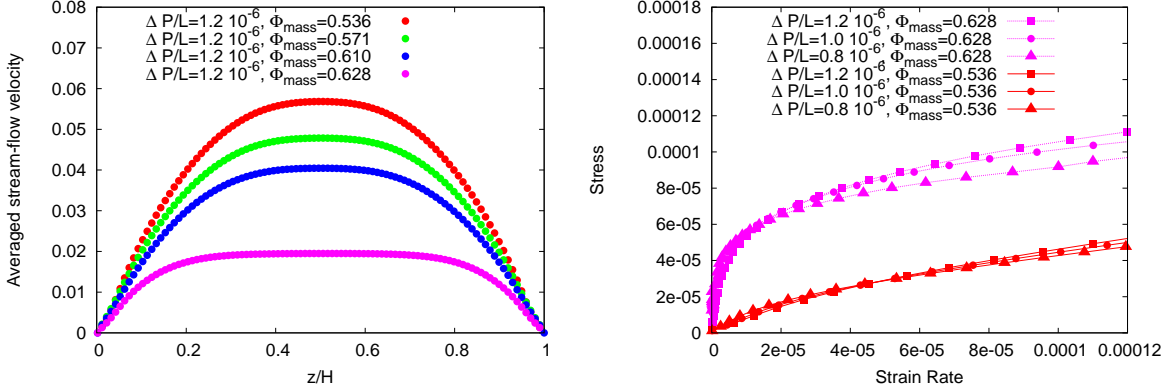 Averaged stream-flow velocity
0.08
0.07
0.06
0.05
0.04
0.03
0.02
0.01
0
Δ P/L=1.2 10-6, Φmass=0.536
Δ P/L=1.2 10-6, Φmass=0.571
Δ P/L=1.2 10-6, Φmass=0.610
Δ P/L=1.2 10-6, Φmass=0.628
0 0.2 0.4 0.6 0.8 1
z/H
Stress
0.00018
0.00016
0.00014
0.00012
0.0001
8e-05
6e-05
4e-05
2e-05
0
Δ P/L=1.2 10-6, Φmass=0.628
Δ P/L=1.0 10-6, Φmass=0.628
Δ P/L=0.8 10-6, Φmass=0.628
Δ P/L=1.2 10-6, Φmass=0.536
Δ P/L=1.0 10-6, Φmass=0.536
Δ P/L=0.8 10-6, Φmass=0.536
0 2e-05 4e-05 6e-05 8e-05 0.0001 0.00012
Strain Rate